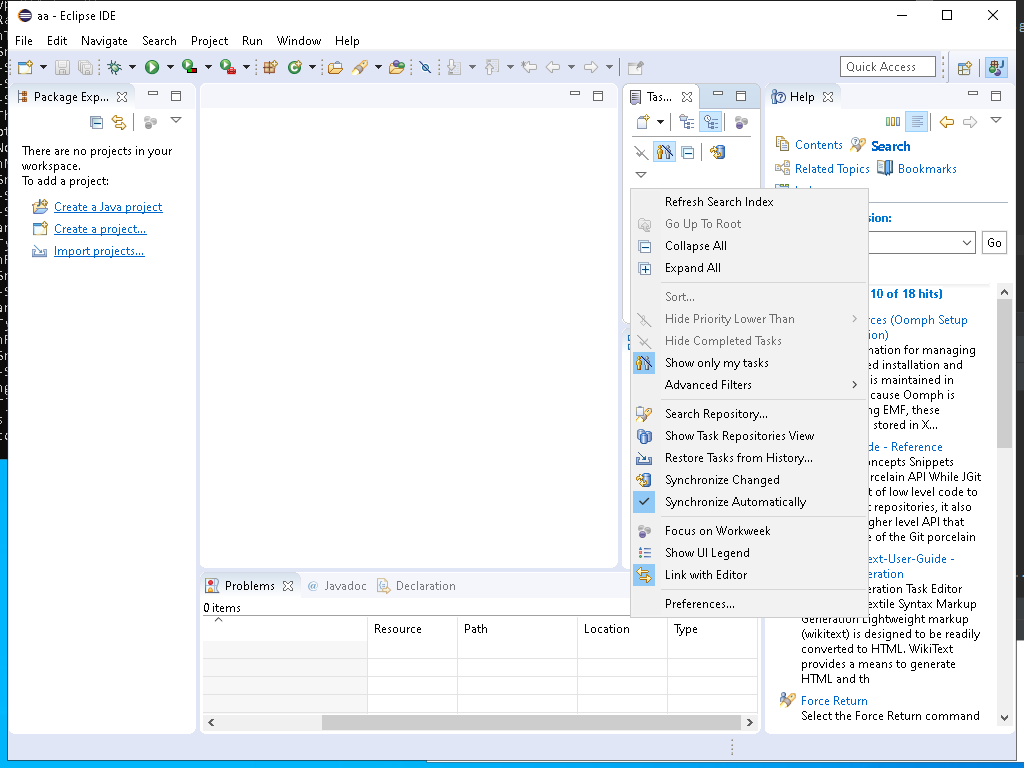 aa - Eclipse IDE
File Edit Navigate Search Project Run Window Help
Quick Access
Package Exp...
There are no projects in your
workspace.
To add a project:
Create a Java project
Create a project...
Import projects...
Tas...
Refresh Search Index
Go Up To Root
Collapse All
Expand All
Sort...
Hide Priority Lower Than
Hide Completed Tasks
Show only my tasks
Advanced Filters
Search Repository...
Show Task Repositories View
Restore Tasks from History...
Synchronize Changed
Synchronize Automatically
Focus on Workweek
Show UI Legend
Link with Editor
Preferences...
Help
Contents Search
Related Topics Bookmarks
sion:
Go
10 of 18 hits)
rces (Oomph Setup
ion)
nation for managing
ed installation and
is maintained in
cause Oomph is
ng EMF, these
stored in X...
de - Reference
oncepts Snippets
rcelain API While JGit
t of low level code to
t repositories, it also
gher level API that
e of the Git porcelain
ext-User-Guide -
eration
eration Task Editor
extile Syntax Markup
Generation Lightweight markup
(wikitext) is designed to be readily
converted to HTML. WikiText
provides a means to generate
HTML and th
Force Return
Select the Force Return command
Problems @ Javadoc Declaration
0 items
Resource Path Location Type